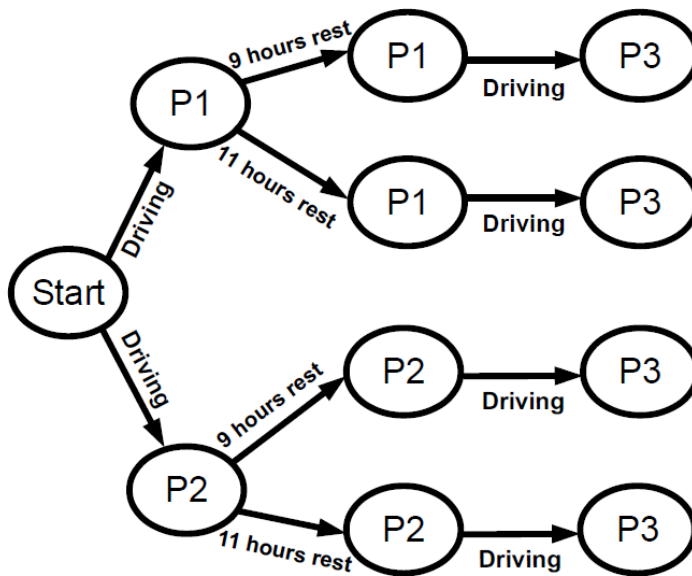 9 hours rest
P1
P3
Driving
P1
11 hours rest
P1
P3
Driving
Driving
Start
Driving
9 hours rest
P2
P3
Driving
P2
11 hours rest
P2
P3
Driving